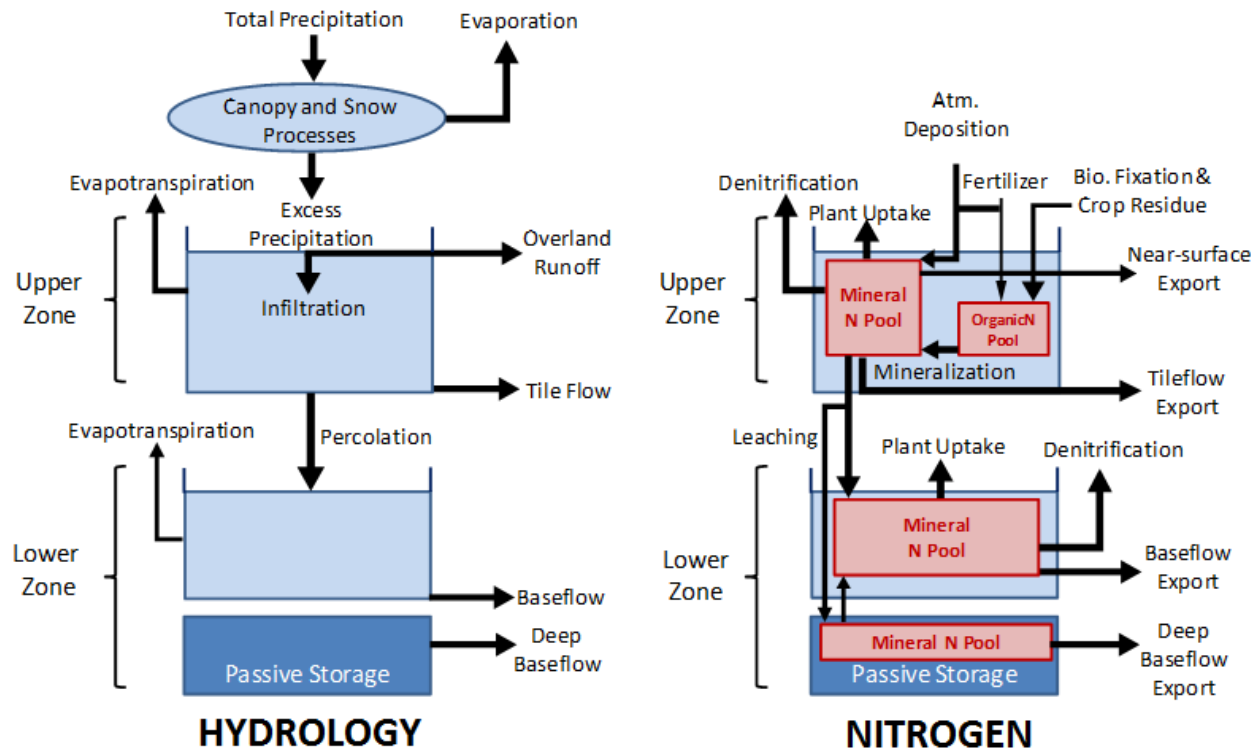 Total Precipitation
Evaporation
Canopy and Snow
Processes
Evapotranspiration
Excess
Precipitation
Overland
Runoff
Upper
Zone
Infiltration
Tile Flow
Evapotranspiration
Percolation
Lower
Zone
Baseflow
Deep
Baseflow
Passive Storage
HYDROLOGY
Atm.
Deposition
Denitrification
Fertilizer
Bio. Fixation &
Crop Residue
Plant Uptake
Near-surface
Export
Upper
Zone
Mineral
N Pool
OrganicN
Pool
Mineralization
Tileflow
Export
Leaching
Plant Uptake
Denitrification
Mineral
N Pool
Lower
Zone
Baseflow
Export
Mineral N Pool
Deep
Baseflow
Export
Passive Storage
NITROGEN